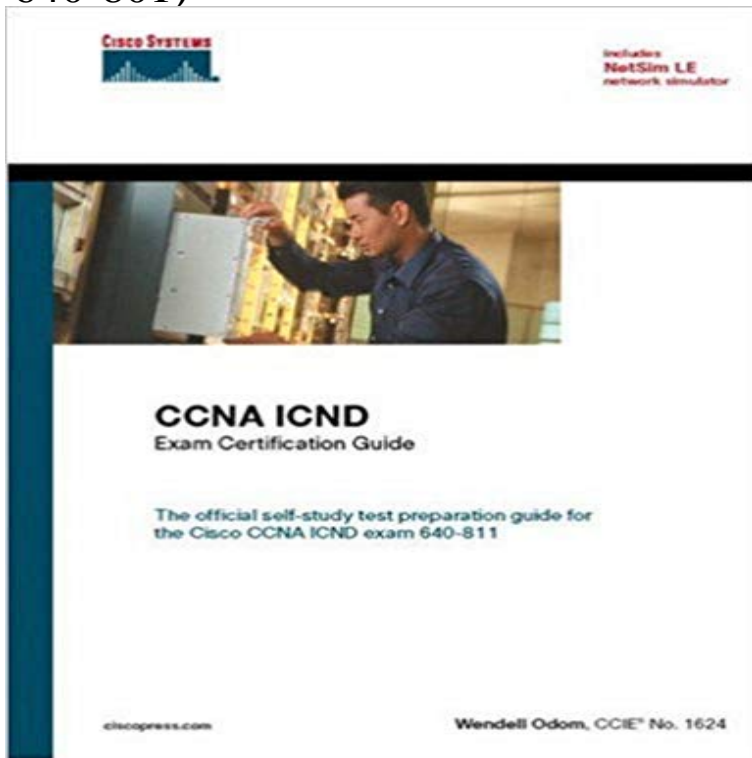 CISCO SYSTEMS
includes
NetSim LE
network simulator
CCNA ICND
Exam Certification Guide
The official self-study test preparation guide for
the Cisco CCNA ICND exam 640-811
ciscopress.com
Wendell Odom, CCIE® No. 1624